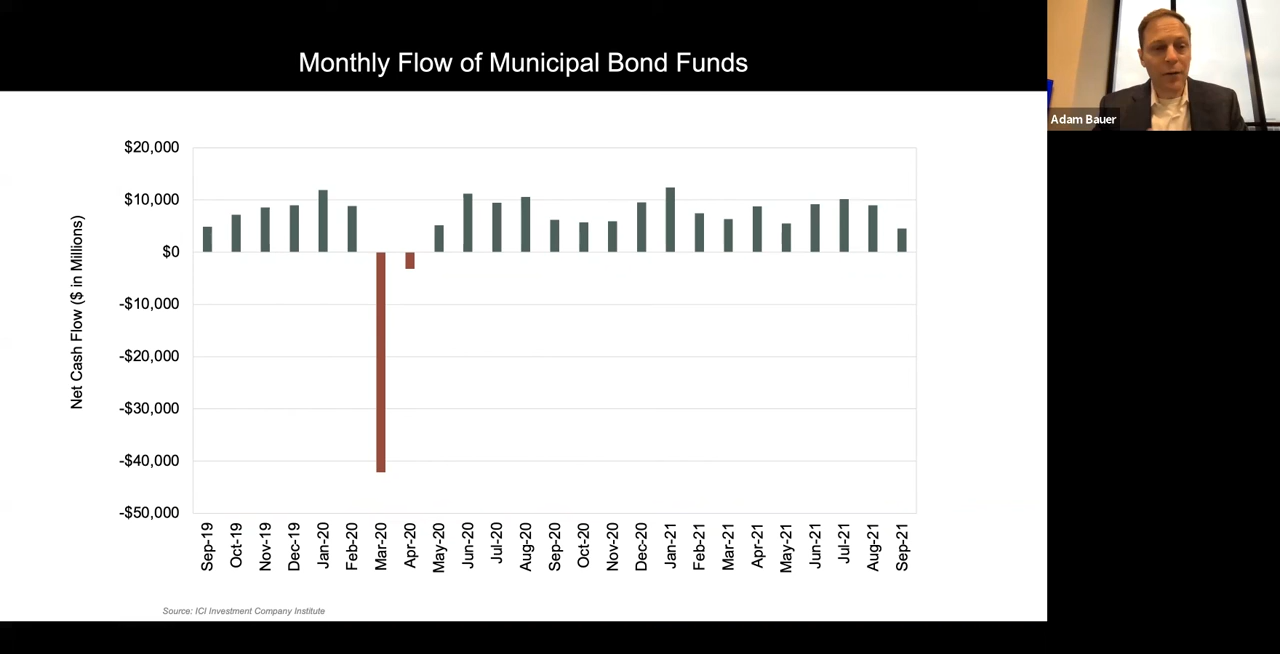 Monthly Flow of Municipal Bond Funds
Adam Bauer
Net Cash Flow ($ in Millions)
$20,000
$10,000
$0
-$10,000
-$20,000
-$30,000
-$40,000
-$50,000
Sep-19
Oct-19
Nov-19
Dec-19
Jan-20
Feb-20
Mar-20
Apr-20
May-20
Jun-20
Jul-20
Aug-20
Sep-20
Oct-20
Nov-20
Dec-20
Jan-21
Feb-21
Mar-21
Apr-21
May-21
Jun-21
Jul-21
Aug-21
Sep-21
Source: ICI Investment Company Institute